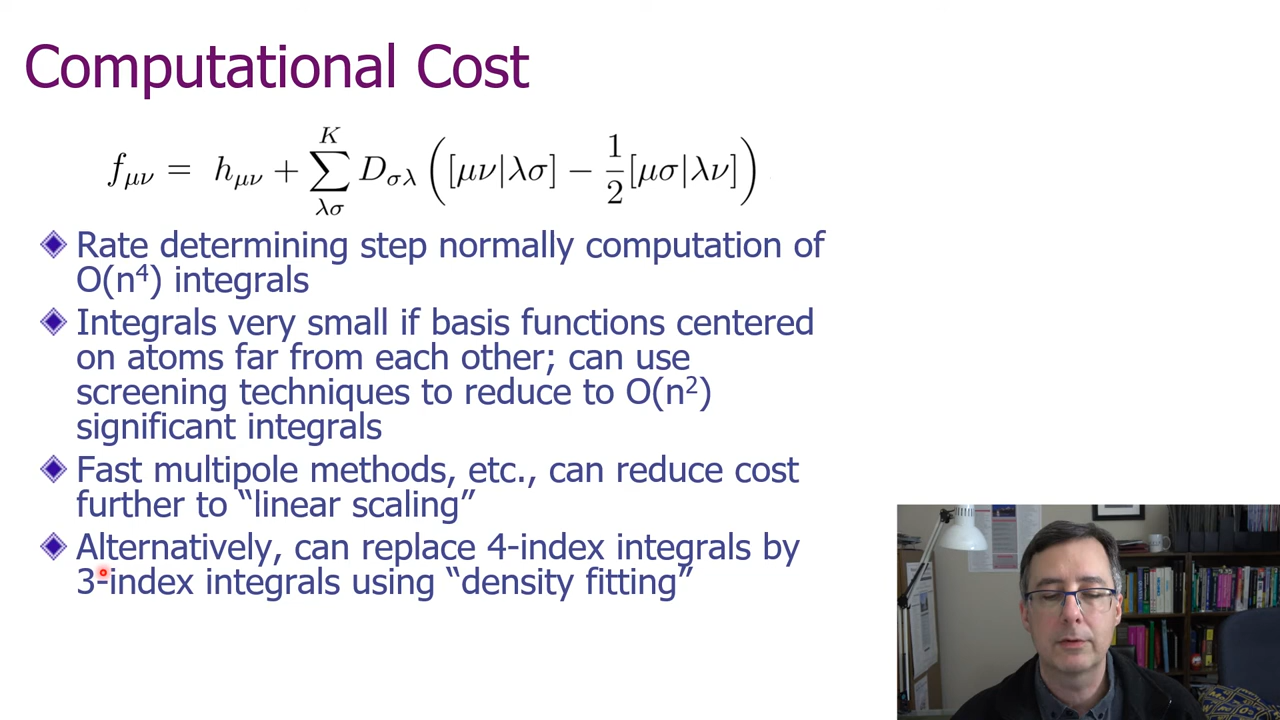 Computational Cost
f_{μν} = h_{μν} + \sum_{λσ}^{K} D_{σλ} ( [μν|λσ] − \frac{1}{2} [μσ|λν] )
Rate determining step normally computation of
O(n⁴) integrals
Integrals very small if basis functions centered
on atoms far from each other; can use
screening techniques to reduce to O(n²)
significant integrals
Fast multipole methods, etc., can reduce cost
further to “linear scaling”
Alternatively, can replace 4-index integrals by
3-index integrals using “density fitting”